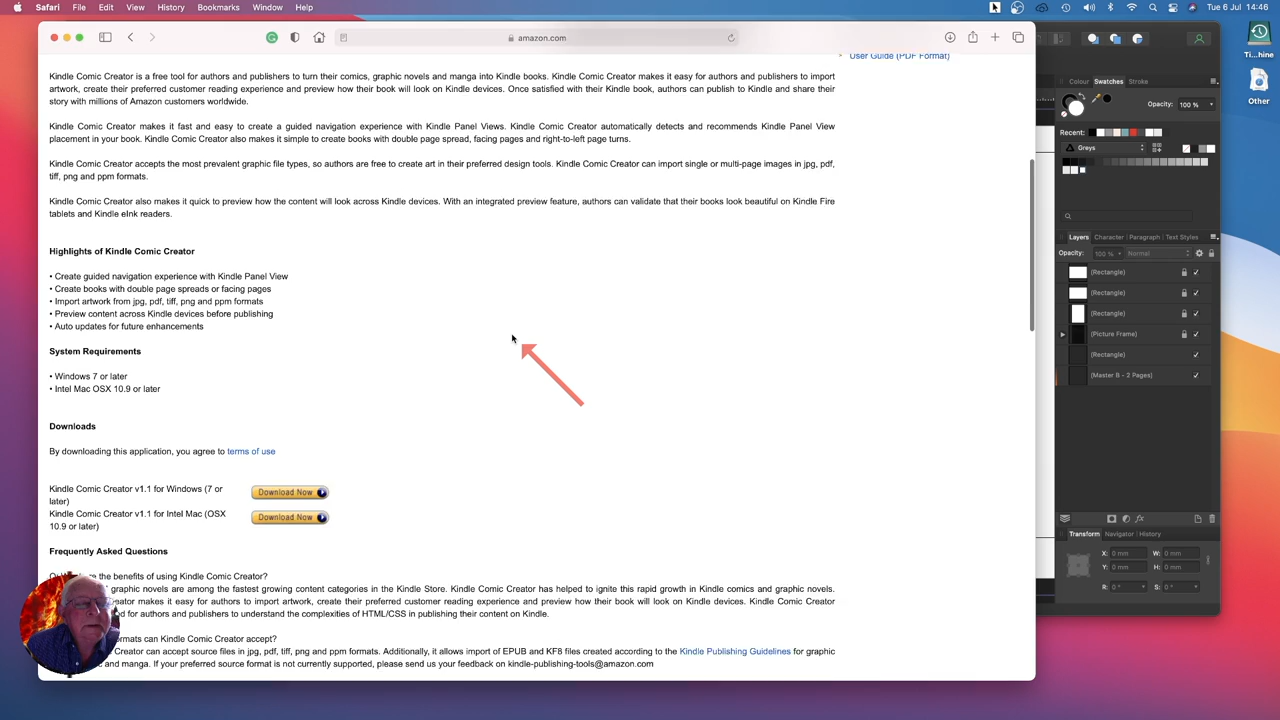 Safari File Edit View History Bookmarks Window Help
Tue 6 Jul 14:46
amazon.com
User Guide (PDF Format)
Kindle Comic Creator is a free tool for authors and publishers to turn their comics, graphic novels and manga into Kindle books. Kindle Comic Creator makes it easy for authors and publishers to import
artwork, create their preferred customer reading experience and preview how their book will look on Kindle devices. Once satisfied with their Kindle book, authors can publish to Kindle and share their
story with millions of Amazon customers worldwide.
Kindle Comic Creator makes it fast and easy to create a guided navigation experience with Kindle Panel Views. Kindle Comic Creator automatically detects and recommends Kindle Panel View
placement in your book. Kindle Comic Creator also makes it simple to create books with double page spread, facing pages and right-to-left page turns.
Kindle Comic Creator accepts the most prevalent graphic file types, so authors are free to create art in their preferred design tools. Kindle Comic Creator can import single or multi-page images in jpg, pdf,
tiff, png and ppm formats.
Kindle Comic Creator also makes it quick to preview how the content will look across Kindle devices. With an integrated preview feature, authors can validate that their books look beautiful on Kindle Fire
tablets and Kindle eInk readers.
Highlights of Kindle Comic Creator
• Create guided navigation experience with Kindle Panel View
• Create books with double page spreads or facing pages
• Import artwork from jpg, pdf, tiff, png and ppm formats
• Preview content across Kindle devices before publishing
• Auto updates for future enhancements
System Requirements
• Windows 7 or later
• Intel Mac OSX 10.9 or later
Downloads
By downloading this application, you agree to terms of use
Kindle Comic Creator v1.1 for Windows (7 or
later)
Download Now
Kindle Comic Creator v1.1 for Intel Mac (OSX
10.9 or later)
Download Now
Frequently Asked Questions
the benefits of using Kindle Comic Creator?
graphic novels are among the fastest growing content categories in the Kindle Store. Kindle Comic Creator has helped to ignite this rapid growth in Kindle comics and graphic novels.
makes it easy for authors to import artwork, create their preferred customer reading experience and preview how their book will look on Kindle devices. Kindle Comic Creator
for authors and publishers to understand the complexities of HTML/CSS in publishing their content on Kindle.
can Kindle Comic Creator accept?
Creator can accept source files in jpg, pdf, tiff, png and ppm formats. Additionally, it allows import of EPUB and KF8 files created according to the Kindle Publishing Guidelines for graphic
and manga. If your preferred source format is not currently supported, please send us your feedback on kindle-publishing-tools@amazon.com
Colour Swatches Stroke
Opacity: 100 %
Recent:
Greys
Layers Character Paragraph Text Styles
Opacity: 100 % Normal
(Rectangle)
(Rectangle)
(Rectangle)
(Picture Frame)
(Rectangle)
(Master B - 2 Pages)
Transform Navigator History
X: 0 mm W: 0 mm
Y: 0 mm H: 0 mm
R: 0 ° S: 0 °
Other